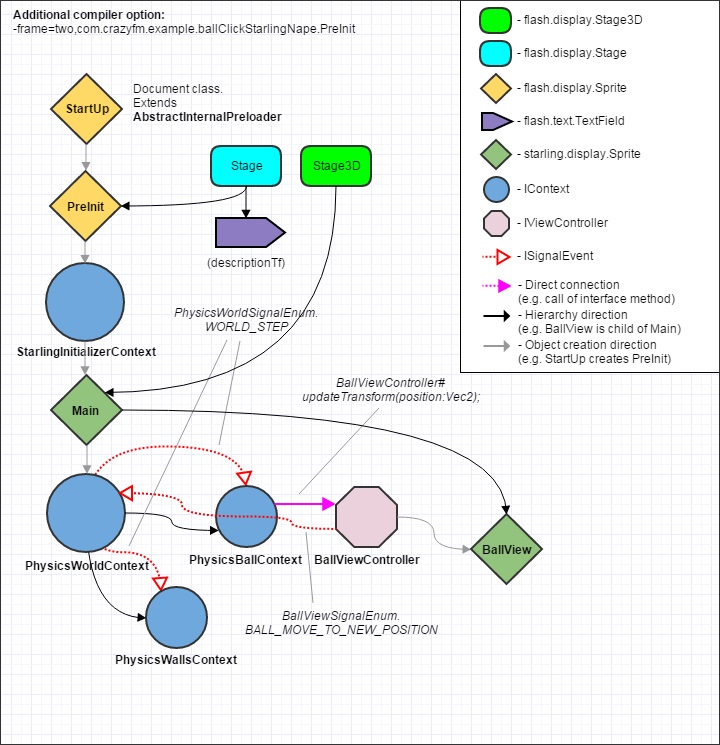 Additional compiler option:
-frame=two,com.crazyfm.example.ballClickStarlingNape.PreInit
StartUp
Document class.
Extends
AbstractInternalPreloader
PreInit
Stage
Stage3D
(descriptionTf)
StarlingInitializerContext
PhysicsWorldSignalEnum.
WORLD_STEP
Main
BallViewController#
updateTransform(position:Vec2);
PhysicsWorldContext
PhysicsBallContext
BallViewController
BallView
BallViewSignalEnum.
BALL_MOVE_TO_NEW_POSITION
PhysicsWallsContext
- flash.display.Stage3D
- flash.display.Stage
- flash.display.Sprite
- flash.text.TextField
- starling.display.Sprite
- IContext
- IViewController
- ISignalEvent
- Direct connection
(e.g. call of interface method)
- Hierarchy direction
(e.g. BallView is child of Main)
- Object creation direction
(e.g. StartUp creates PreInit)